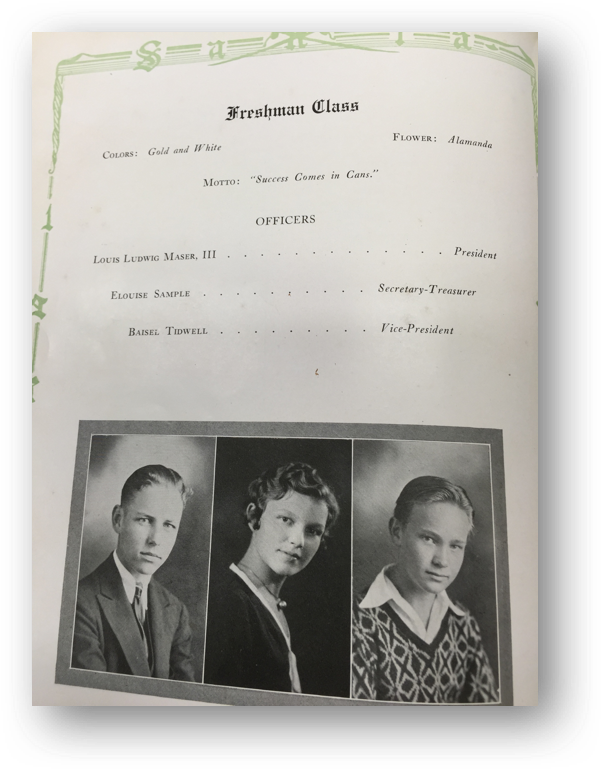 Freshman Class
COLORS: Gold and White
FLOWER: Alamanda
MOTTO: "Success Comes in Cans."
OFFICERS
LOUIS LUDWIG MASER, III . . . . . . . . . . . . . President
ELOUISE SAMPLE . . . . . . . . . Secretary-Treasurer
BAISEL TIDWELL . . . . . . . . . Vice-President